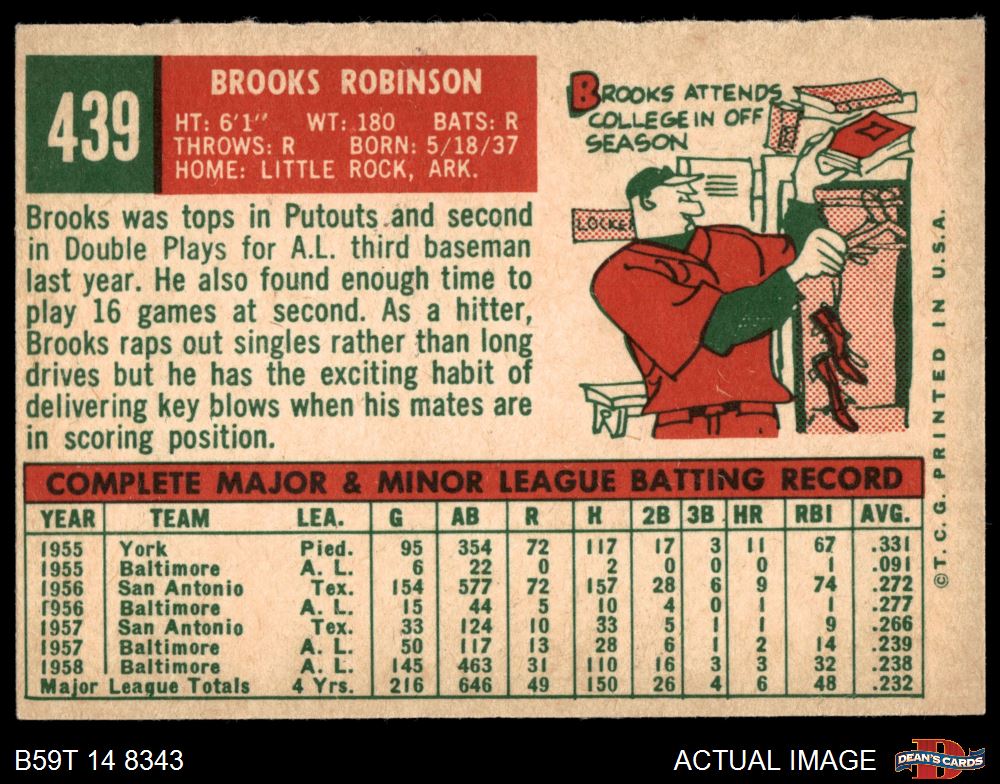 439
BROOKS ROBINSON
HT: 6'1" WT: 180 BATS: R
THROWS: R BORN: 5/18/37
HOME: LITTLE ROCK, ARK.
Brooks was tops in Putouts and second
in Double Plays for A.L. third baseman
last year. He also found enough time to
play 16 games at second. As a hitter,
Brooks raps out singles rather than long
drives but he has the exciting habit of
delivering key blows when his mates are
in scoring position.
BROOKS ATTENDS
COLLEGE IN OFF
SEASON
LOCKE
COMPLETE MAJOR & MINOR LEAGUE BATTING RECORD
YEAR TEAM LEA. G AB R H 2B 3B HR RBI AVG.
1955 York Pied. 95 354 72 117 17 3 11 67 .331
1955 Baltimore A. L. 6 22 0 2 0 0 0 1 .091
1956 San Antonio Tex. 154 577 72 157 28 6 9 74 .272
1956 Baltimore A. L. 15 44 5 10 4 0 1 1 .277
1957 San Antonio Tex. 33 124 10 33 5 1 1 9 .266
1957 Baltimore A. L. 50 117 13 28 6 1 2 14 .239
1958 Baltimore A. L. 145 463 31 110 16 3 3 32 .238
Major League Totals 4 Yrs. 216 646 49 150 26 4 6 48 .232
©T. C. G. PRINTED IN U.S.A.
B59T 14 8343
ACTUAL IMAGE
DEAN'S CARDS